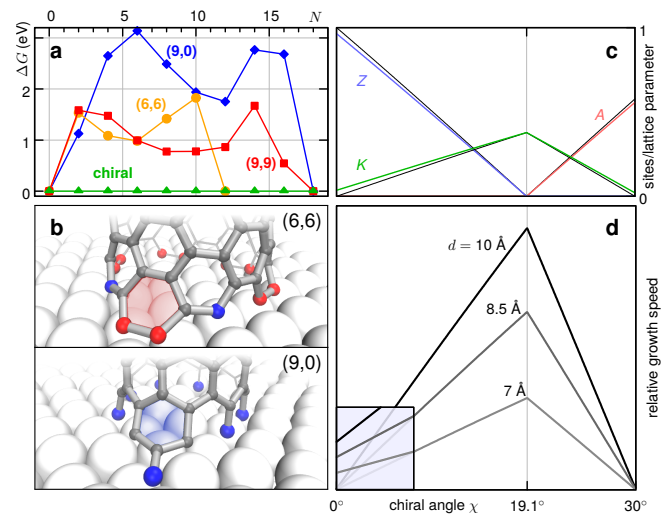 0 5 10 15 N
ΔG (eV)
0
1
2
a
(9,0)
(6,6)
(9,9)
chiral
c
Z
K
A
1
0
sites/lattice parameter
b
(6,6)
(9,0)
d
d = 10 Å
8.5 Å
7 Å
relative growth speed
0° chiral angle χ 19.1° 30°